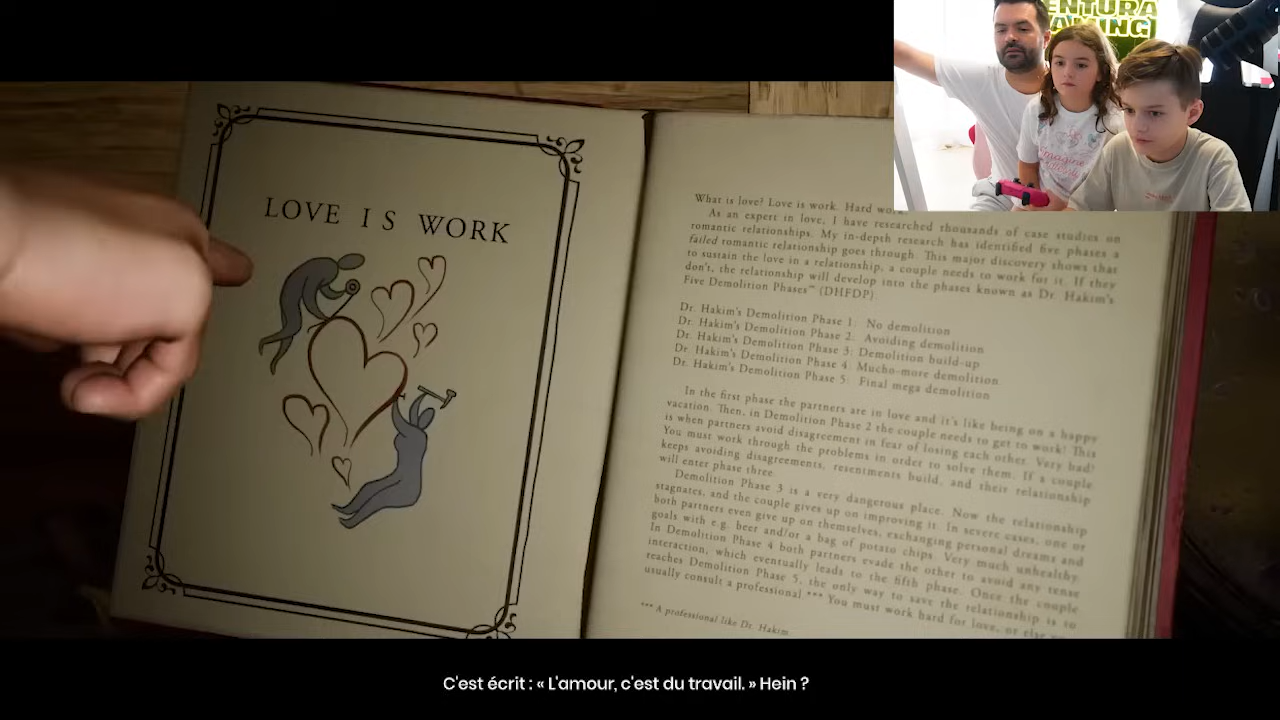 ENTURA
AMING
LOVE IS WORK
What is love? Love is work. Hard work.
As an expert in love, I have researched thousands of case studies on
romantic relationships. My in-depth research has identified five phases a
failed romantic relationship goes through. This major discovery shows that
to sustain the love in a relationship, a couple needs to work for it. If they
don't, the relationship will develop into the phases known as Dr. Hakim's
Five Demolition Phases™ (DHFDP)
Dr. Hakim's Demolition Phase 1: No demolition
Dr. Hakim's Demolition Phase 2: Avoiding demolition
Dr. Hakim's Demolition Phase 3: Demolition build-up
Dr. Hakim's Demolition Phase 4: Mucho-more demolition
Dr. Hakim's Demolition Phase 5: Final mega demolition
In the first phase the partners are in love and it's like being on a happy
vacation. Then, in Demolition Phase 2 the couple needs to get to work! This
is when partners avoid disagreement in fear of losing each other. Very bad!
You must work through the problems in order to solve them. If a couple
keeps avoiding disagreements, resentments build, and their relationship
will enter phase three.
Demolition Phase 3 is a very dangerous place. Now the relationship
stagnates, and the couple gives up on improving it. In severe cases, one or
both partners even give up on themselves, exchanging personal dreams and
goals with e.g. beer and/or a bag of potato chips. Very much unhealthy.
In Demolition Phase 4 both partners evade the other to avoid any tense
interaction, which eventually leads to the fifth phase. Once the couple
reaches Demolition Phase 5, the only way to save the relationship is to
usually consult a professional.*** You must work hard for love, or else
*** A professional like Dr. Hakim
C'est écrit : « L'amour, c'est du travail. » Hein ?